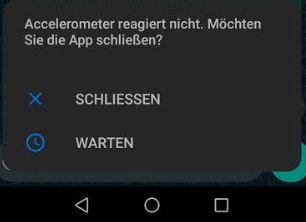 Accelerometer reagiert nicht. Möchten
Sie die App schließen?
SCHLIESSEN
WARTEN